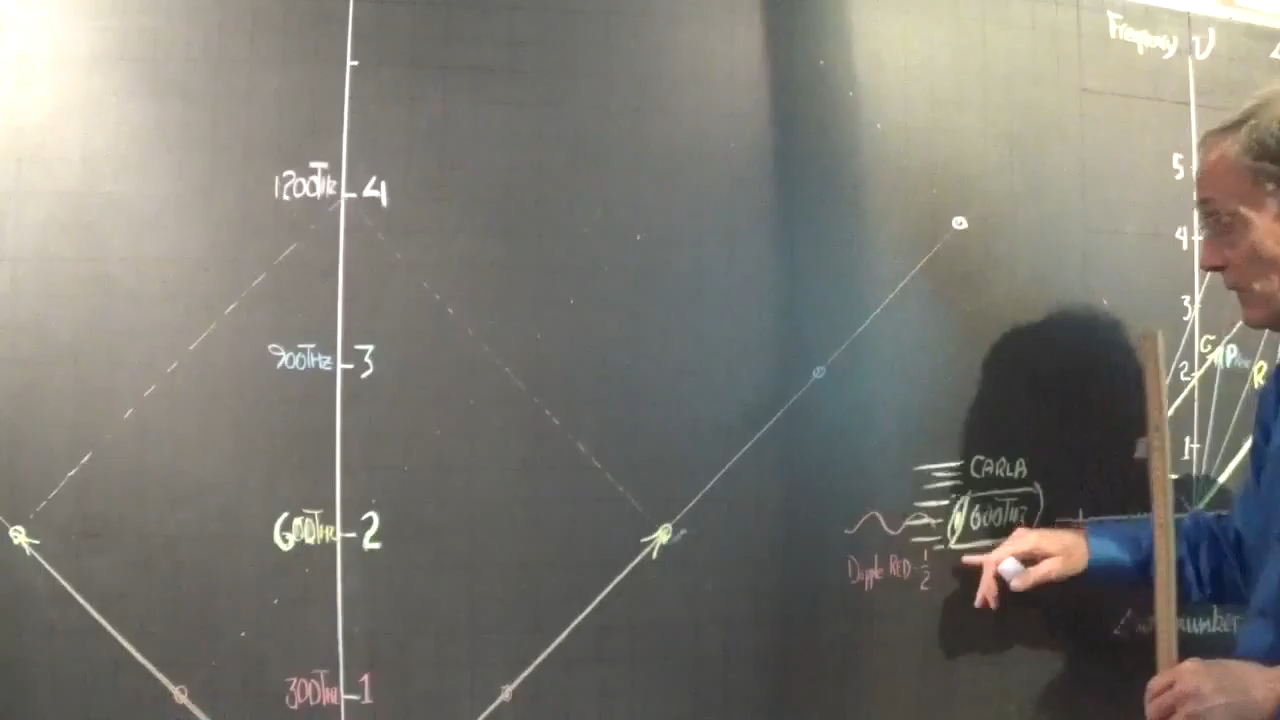 Frequency υ
1200THz 4
900THz 3
600THz 2
300THz 1
CARLA
600THz
Dopple RED 1/2
5
4
3
2
1
G
R